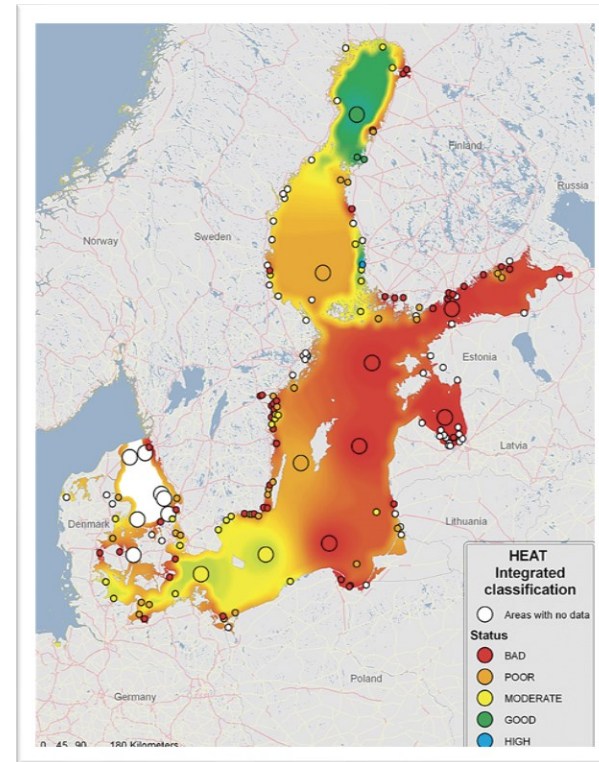 Finland
Russia
Norway
Sweden
Estonia
Latvia
Denmark
Lithuania
HEAT
Integrated
classification
Areas with no data
Status
BAD
POOR
MODERATE
GOOD
HIGH
Poland
Germany
0 45 90 180 Kilometers